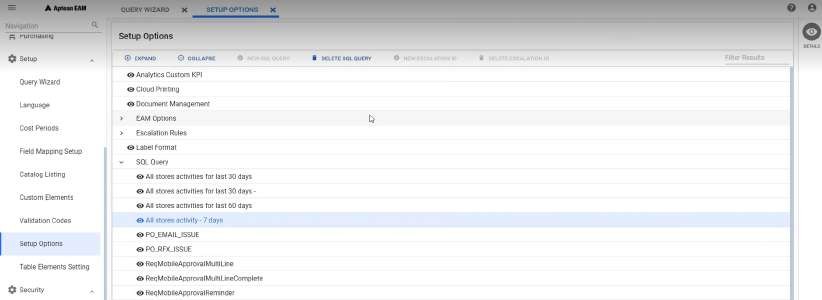 Aptean EAM
QUERY WIZARD
SETUP OPTIONS
Navigation
Purchasing
Setup
Query Wizard
Language
Cost Periods
Field Mapping Setup
Catalog Listing
Custom Elements
Validation Codes
Setup Options
Table Elements Setting
Security
Setup Options
EXPAND
COLLAPSE
NEW SQL QUERY
DELETE SQL QUERY
NEW ESCALATION ID
DELETE ESCALATION ID
Filter Results
Analytics Custom KPI
Cloud Printing
Document Management
EAM Options
Escalation Rules
Label Format
SQL Query
All stores activities for last 30 days
All stores activities for last 30 days -
All stores activities for last 60 days
All stores activity - 7 days
PO_EMAIL_ISSUE
PO_RFX_ISSUE
ReqMobileApprovalMultiLine
ReqMobileApprovalMultiLineComplete
ReqMobileApprovalReminder
DETAILS